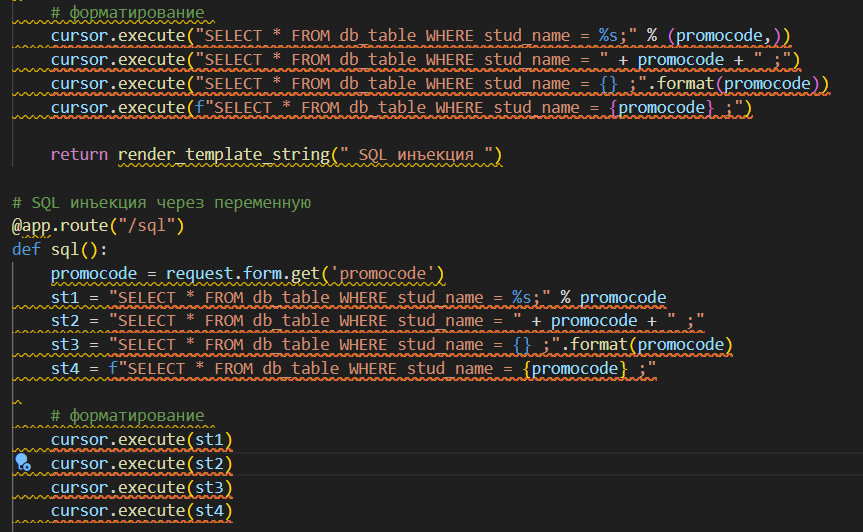 # форматирование
cursor.execute("SELECT * FROM db_table WHERE stud_name = %s;" % (promocode,))
cursor.execute("SELECT * FROM db_table WHERE stud_name = " + promocode + " ;")
cursor.execute("SELECT * FROM db_table WHERE stud_name = {} ;".format(promocode))
cursor.execute(f"SELECT * FROM db_table WHERE stud_name = {promocode} ;")
return render_template_string(" SQL инъекция ")
# SQL инъекция через переменную
@app.route("/sql")
def sql():
promocode = request.form.get('promocode')
st1 = "SELECT * FROM db_table WHERE stud_name = %s;" % promocode
st2 = "SELECT * FROM db_table WHERE stud_name = " + promocode + " ;"
st3 = "SELECT * FROM db_table WHERE stud_name = {} ;".format(promocode)
st4 = f"SELECT * FROM db_table WHERE stud_name = {promocode} ;"
# форматирование
cursor.execute(st1)
cursor.execute(st2)
cursor.execute(st3)
cursor.execute(st4)